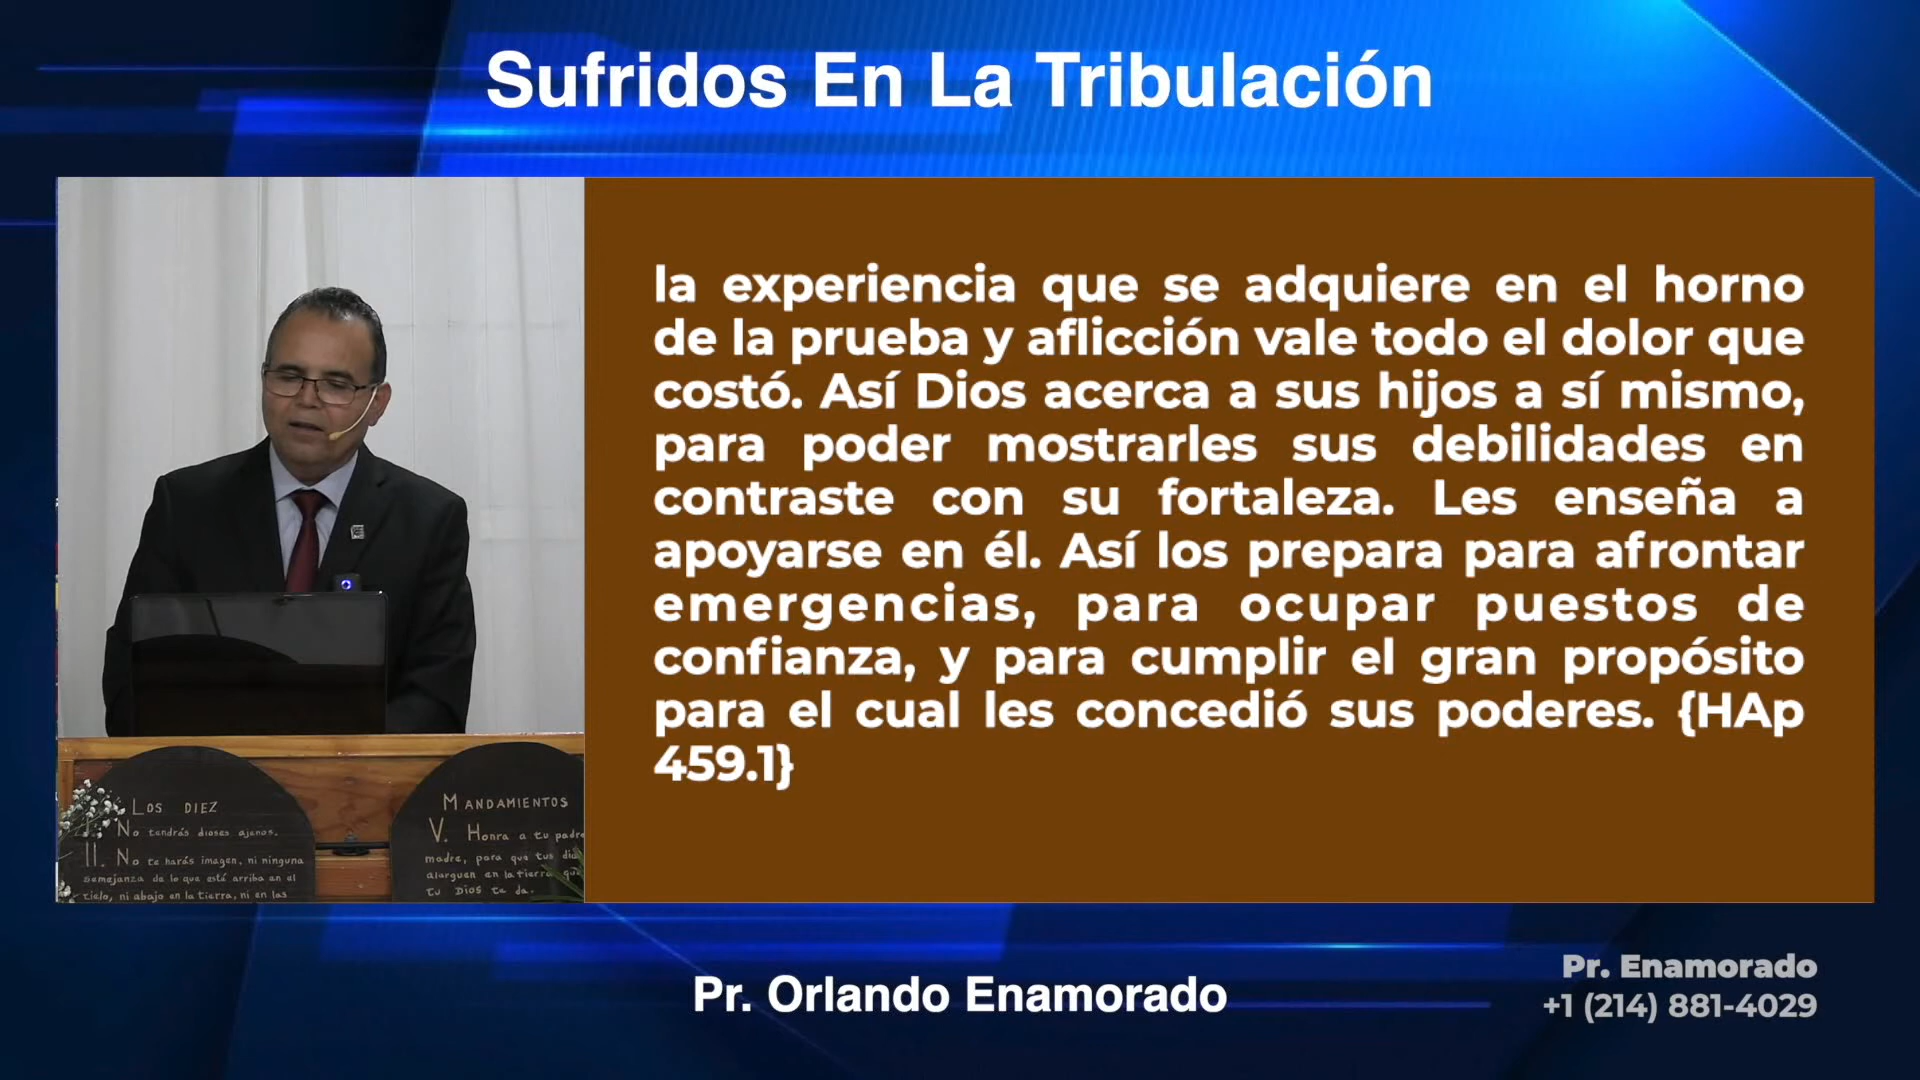 Sufridos En La Tribulación
la experiencia que se adquiere en el horno
de la prueba y aflicción vale todo el dolor que
costó. Así Dios acerca a sus hijos a sí mismo,
para poder mostrarles sus debilidades en
contraste con su fortaleza. Les enseña a
apoyarse en él. Así los prepara para afrontar
emergencias, para ocupar puestos de
confianza, y para cumplir el gran propósito
para el cual les concedió sus poderes. {HAp
459.1}
LOS DIEZ
No tendrás dioses ajenos.
II. No te harás imagen, ni ninguna
semejanza de lo que está arriba en el
cielo, ni abajo en la tierra, ni en las
MANDAMIENTOS
V. Honra a tu padre
madre, para que tus
alarguen en la tierra
tu DIOS te da.
Pr. Orlando Enamorado
Pr. Enamorado
+1 (214) 881-4029